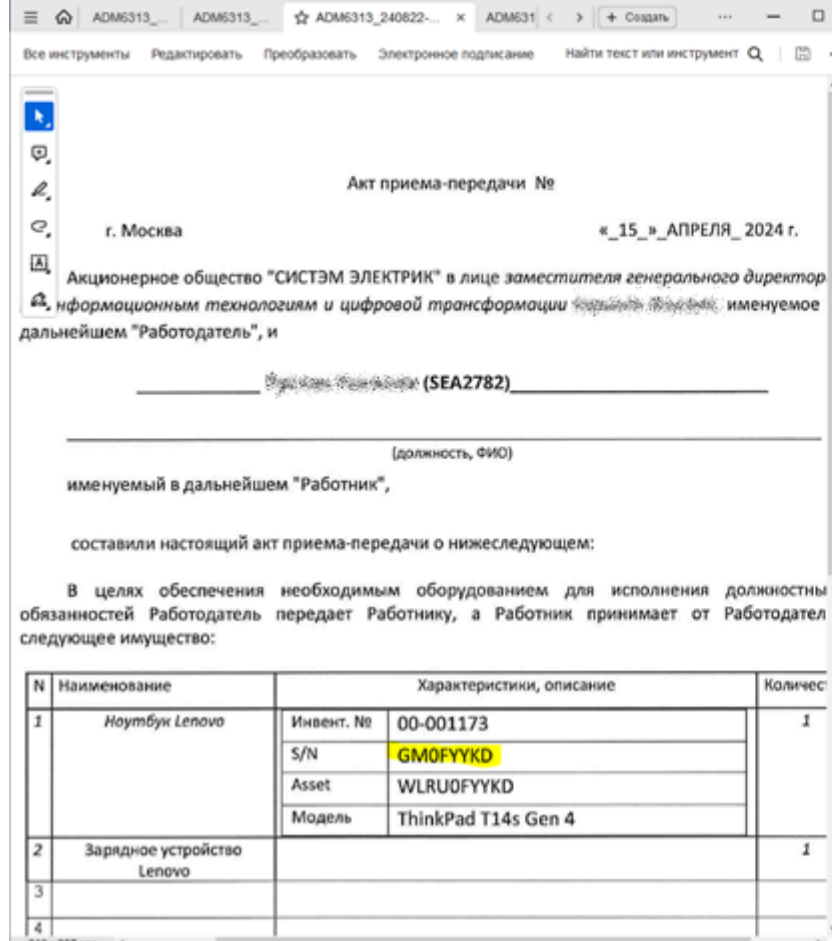 ADM6313_... ADM6313_... ADM6313_240822-... ADM631 + Создать ...
Все инструменты Редактировать Преобразовать Электронное подписание Найти текст или инструмент
Акт приема-передачи №
г. Москва «_15_»_АПРЕЛЯ_ 2024 г.
Акционерное общество "СИСТЭМ ЭЛЕКТРИК" в лице заместителя генерального директор
нформационным технологиям и цифровой трансформации именуемое
дальнейшем "Работодатель", и
(SEA2782)
(должность, ФИО)
именуемый в дальнейшем "Работник",
составили настоящий акт приема-передачи о нижеследующем:
В целях обеспечения необходимым оборудованием для исполнения должностны
обязанностей Работодатель передает Работнику, а Работник принимает от Работодател
следующее имущество:
N Наименование Характеристики, описание Количес
1 Ноутбук Lenovo Инвент. № 00-001173 1
S/N GM0FYYKD
Asset WLRU0FYYKD
Модель ThinkPad T14s Gen 4
2 Зарядное устройство 1
Lenovo
3
4